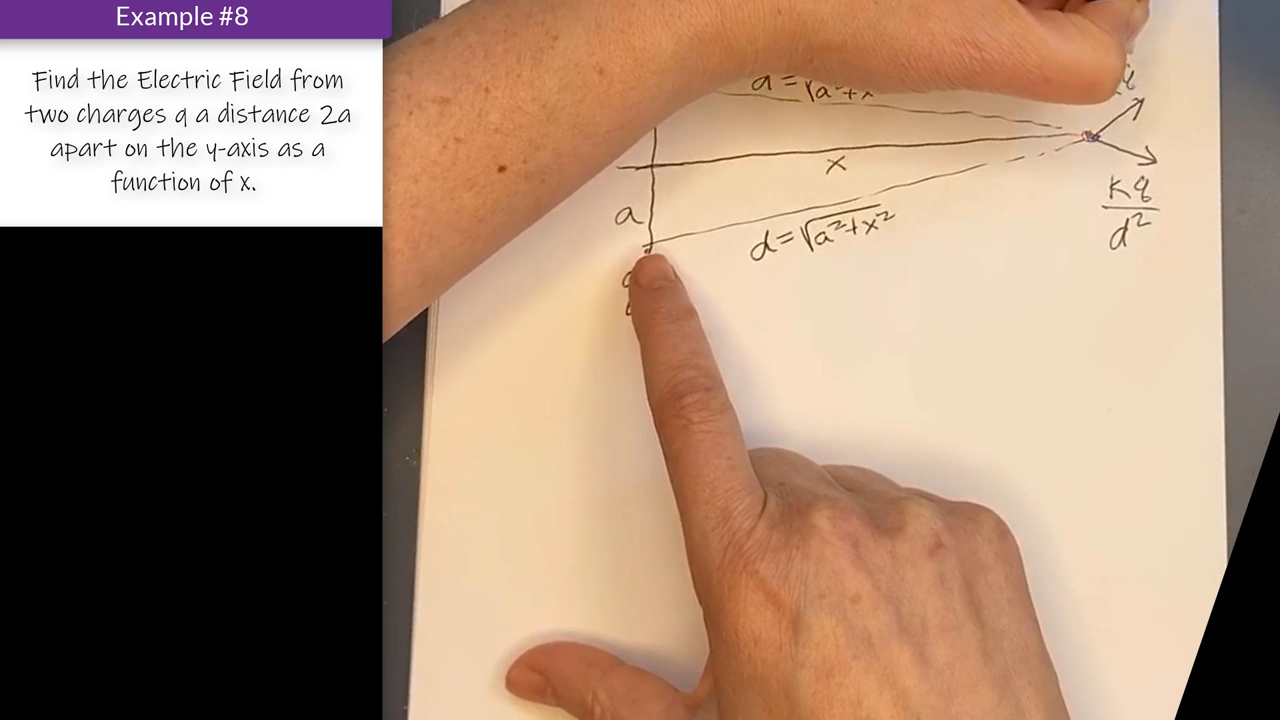 Example #8
Find the Electric Field from
two charges q a distance 2a
apart on the y-axis as a
function of x.
d=√a²+x
x
a
d=√a²+x²
Kq
d²